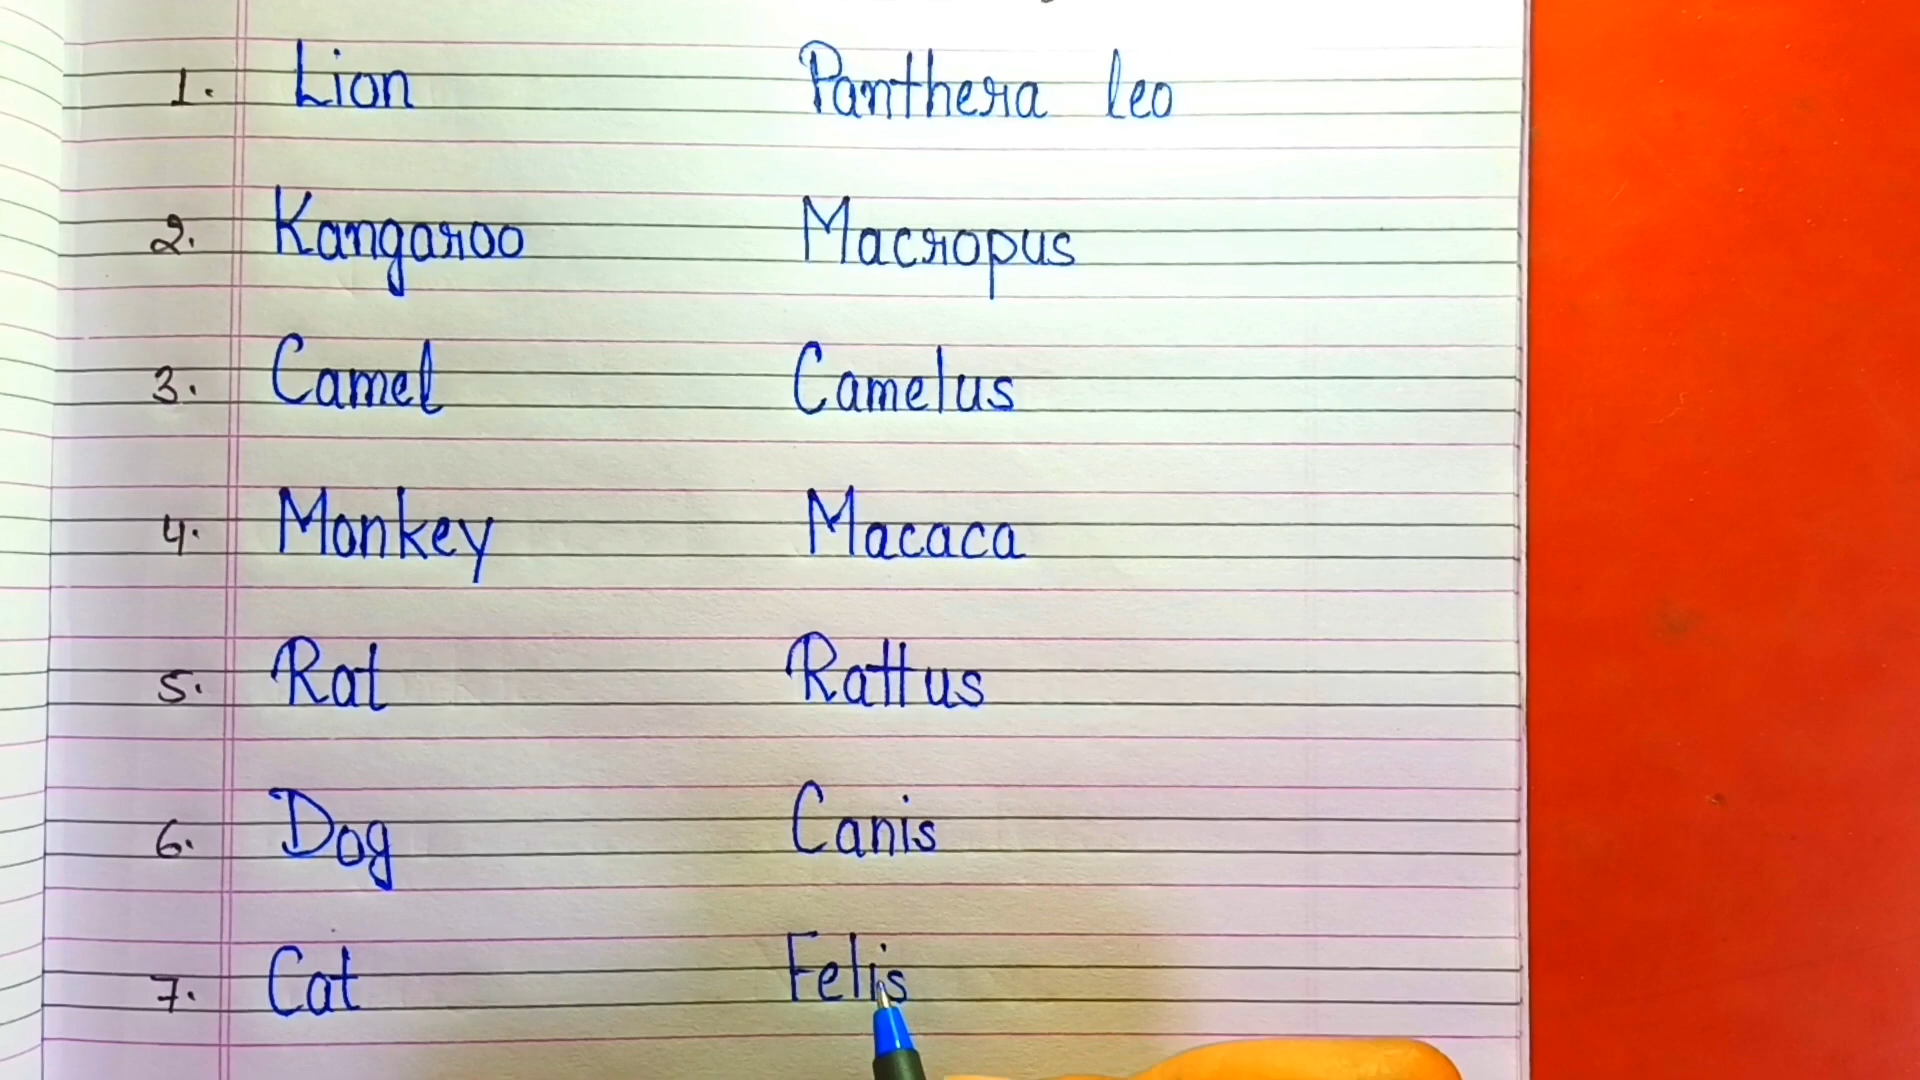 1. Lion Panthera leo
2. Kangaroo Macropus
3. Camel Camelus
4. Monkey Macaca
5. Rat Rattus
6. Dog Canis
7. Cat Felis